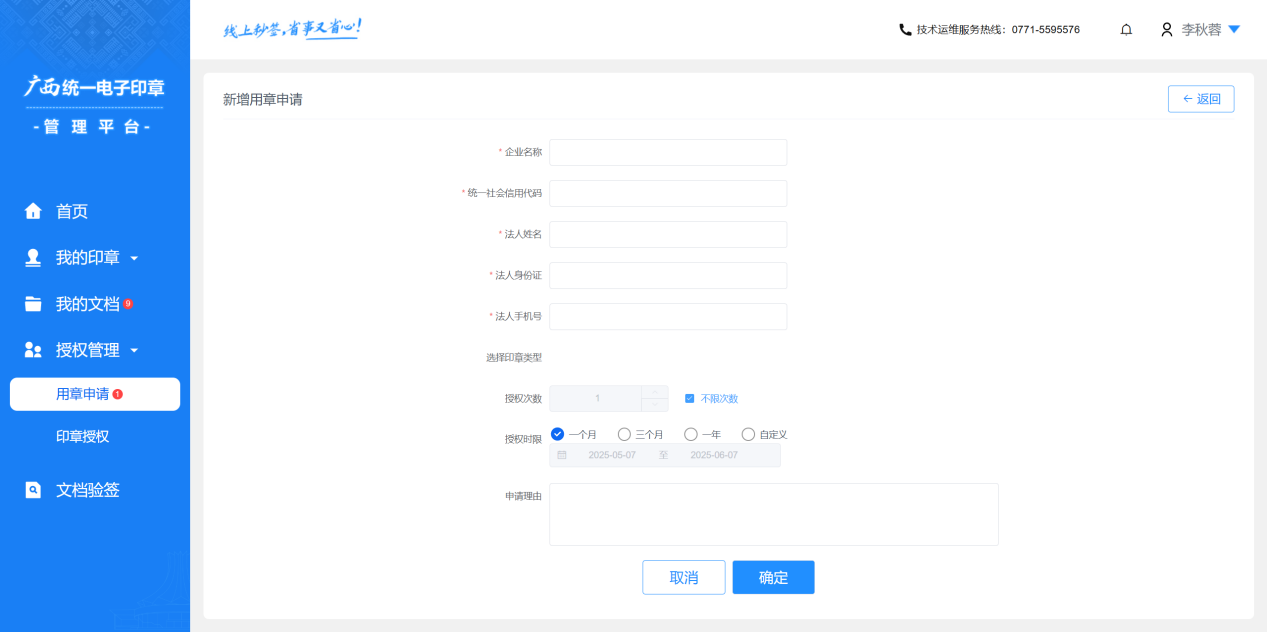 广西统一电子印章
-管理平台-
首页
我的印章
我的文档 9
授权管理
用章申请 1
印章授权
文档验签
线上秒签,省事又省心!
技术运维服务热线: 0771-5595576
李秋蓉
新增用章申请
← 返回
* 企业名称
* 统一社会信用代码
* 法人姓名
* 法人身份证
* 法人手机号
选择印章类型
授权次数 1 不限次数
授权时限 一个月 三个月 一年 自定义
2025-05-07 至 2025-06-07
申请理由
取消 确定